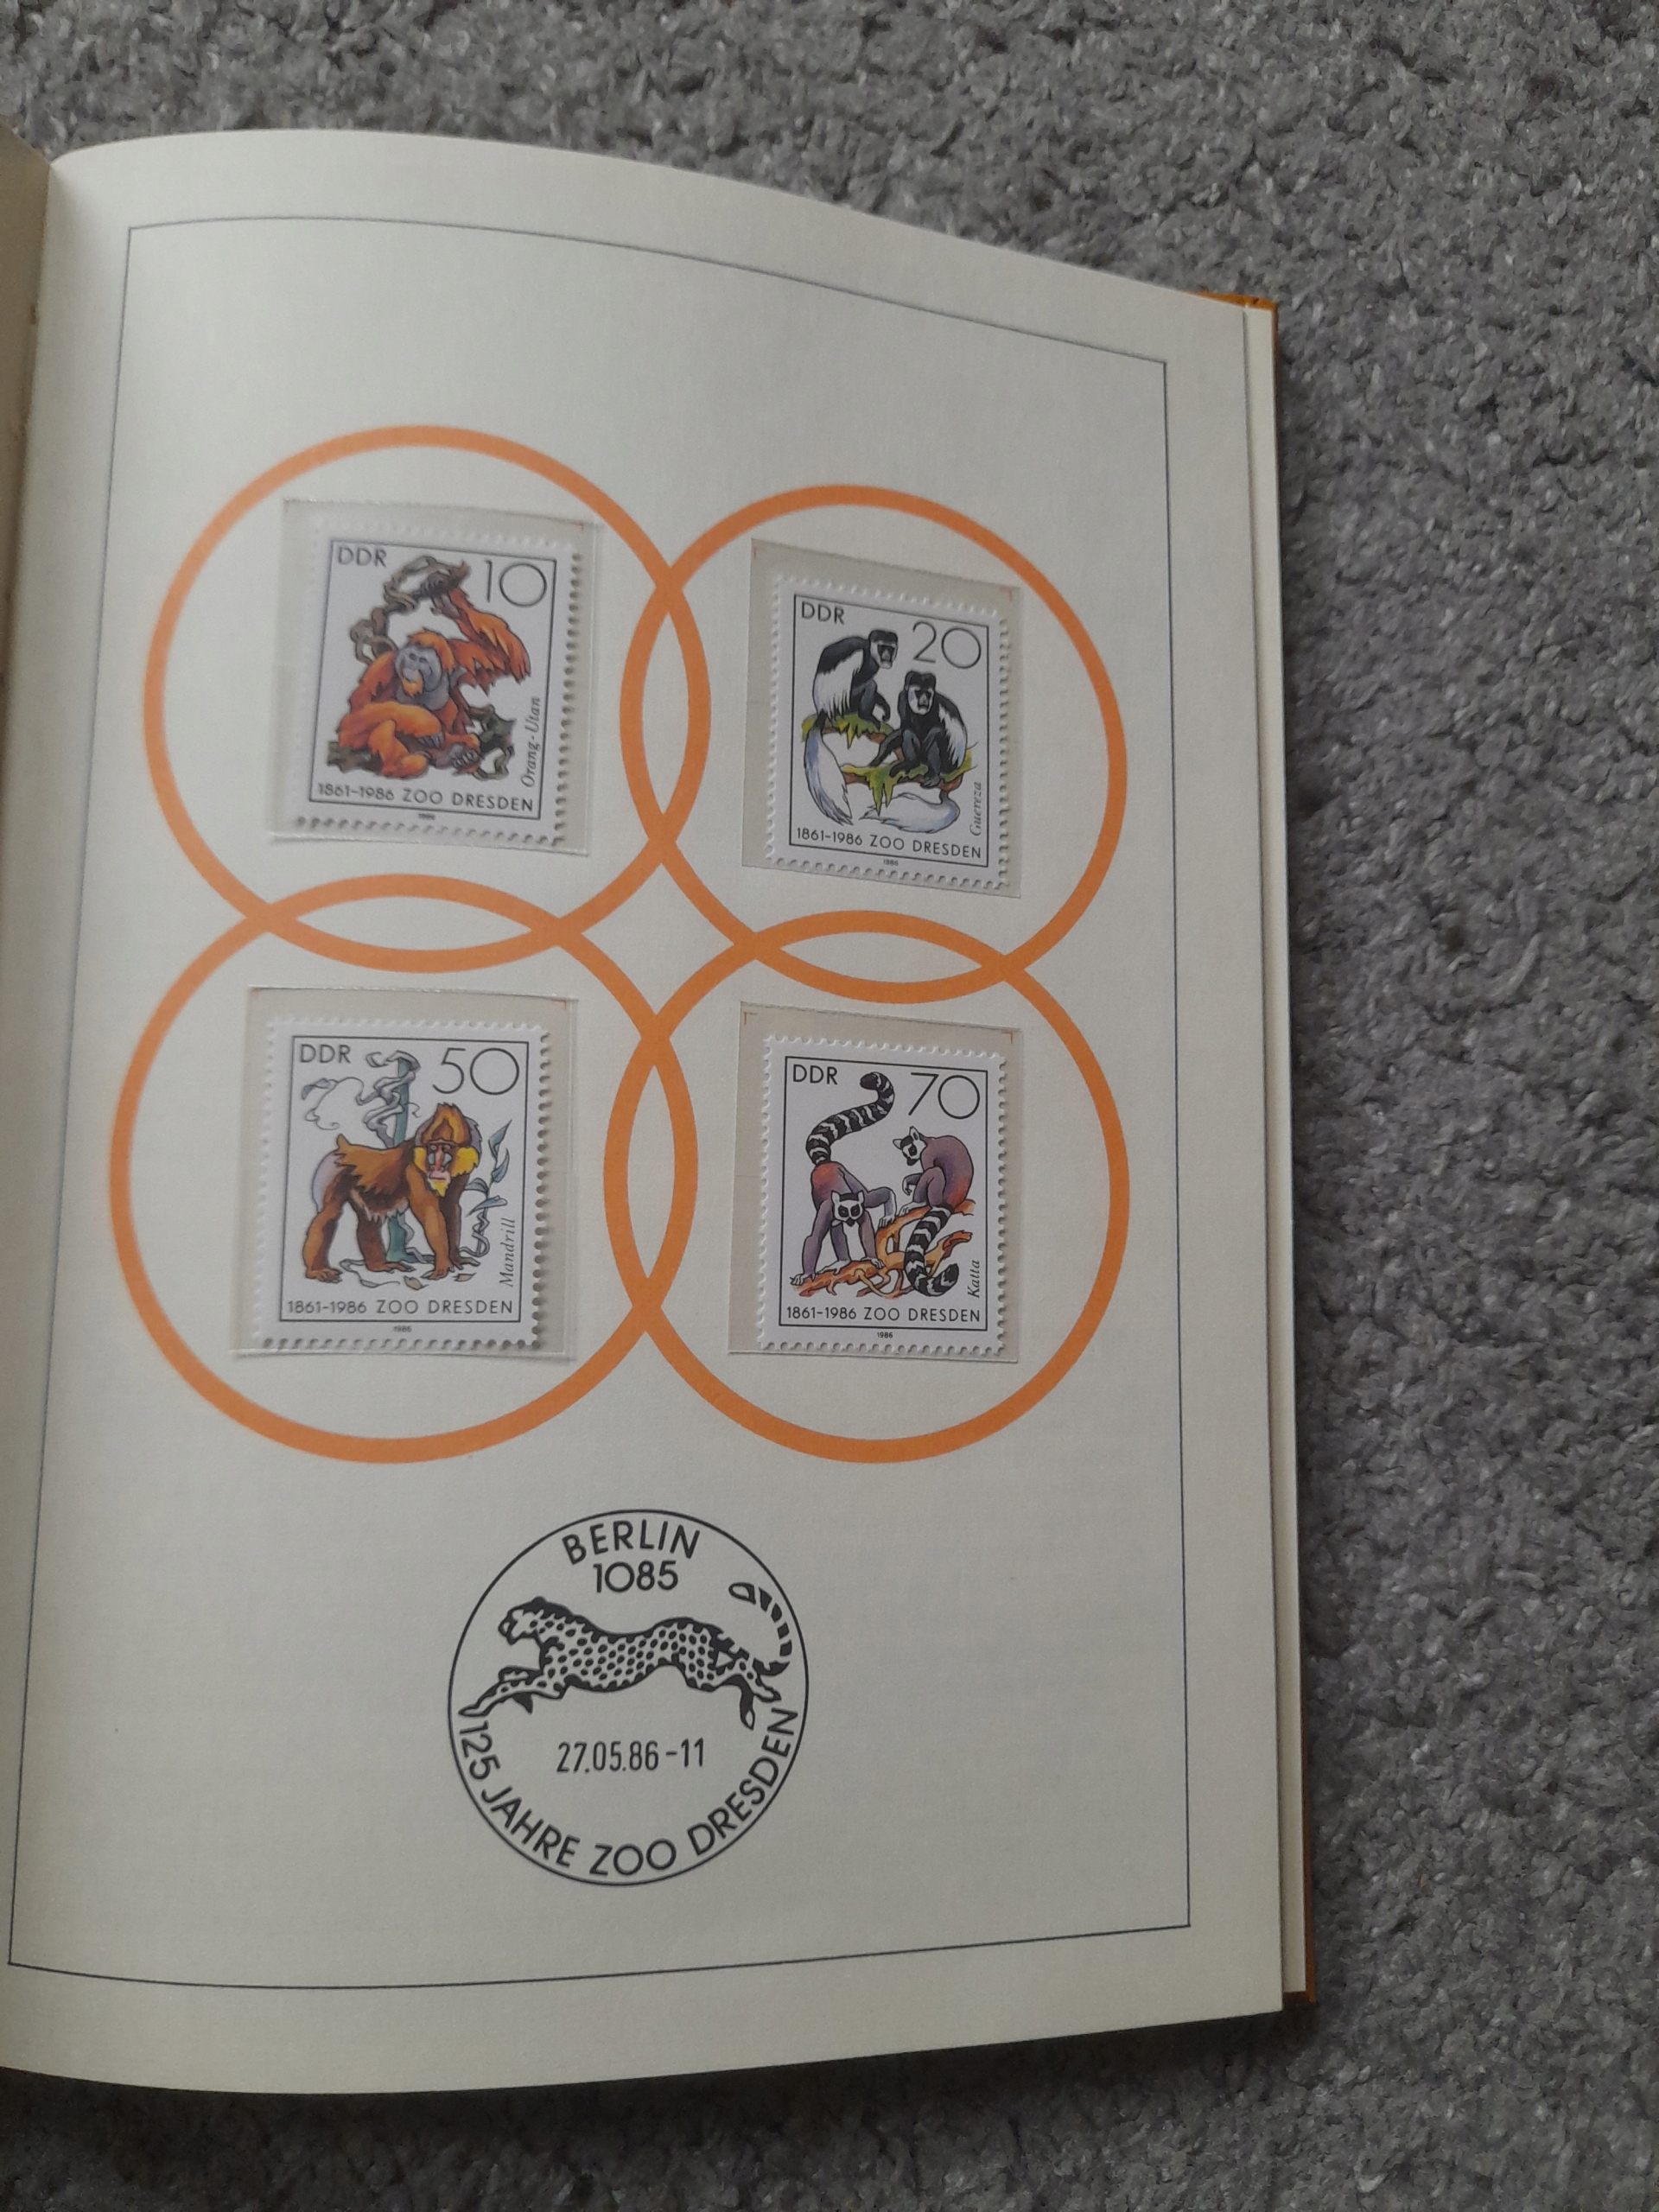 DDR 10
Orang-Utan
1861-1986 ZOO DRESDEN
1986
DDR 20
Guereza
1861-1986 ZOO DRESDEN
1986
DDR 50
Mandrill
1861-1986 ZOO DRESDEN
1986
DDR 70
Katta
1861-1986 ZOO DRESDEN
1986
BERLIN
1085
27.05.86-11
125 JAHRE ZOO DRESDEN